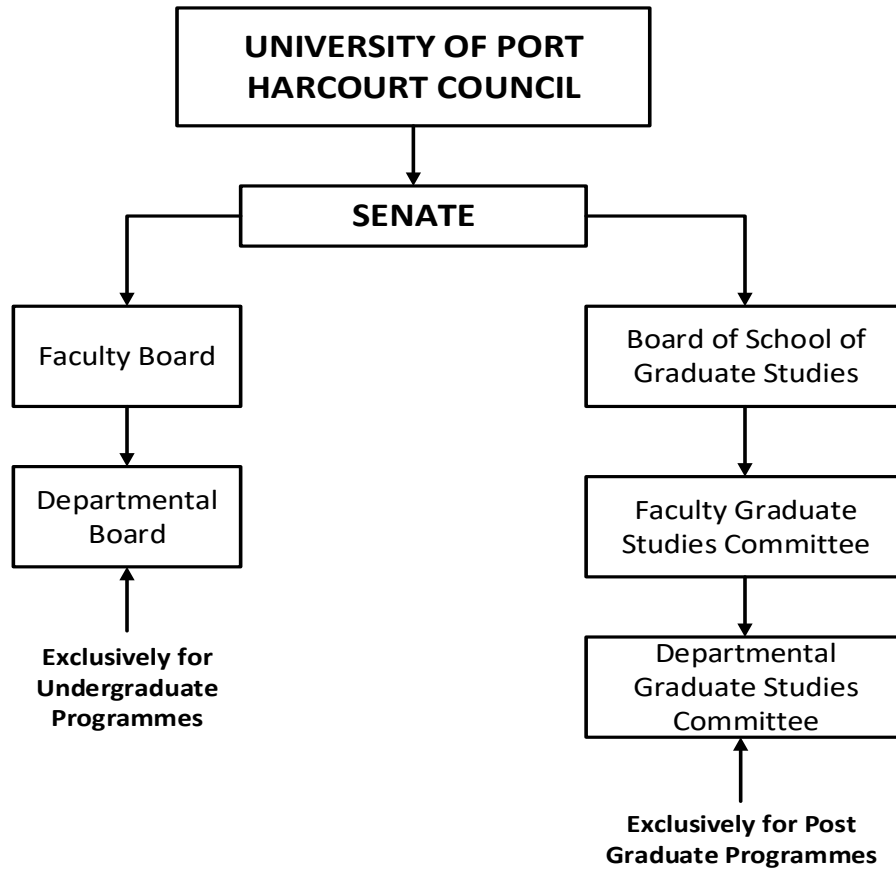 UNIVERSITY OF PORT
HARCOURT COUNCIL
SENATE
Faculty Board
Departmental
Board
Exclusively for
Undergraduate
Programmes
Board of School of
Graduate Studies
Faculty Graduate
Studies Committee
Departmental
Graduate Studies
Committee
Exclusively for Post
Graduate Programmes